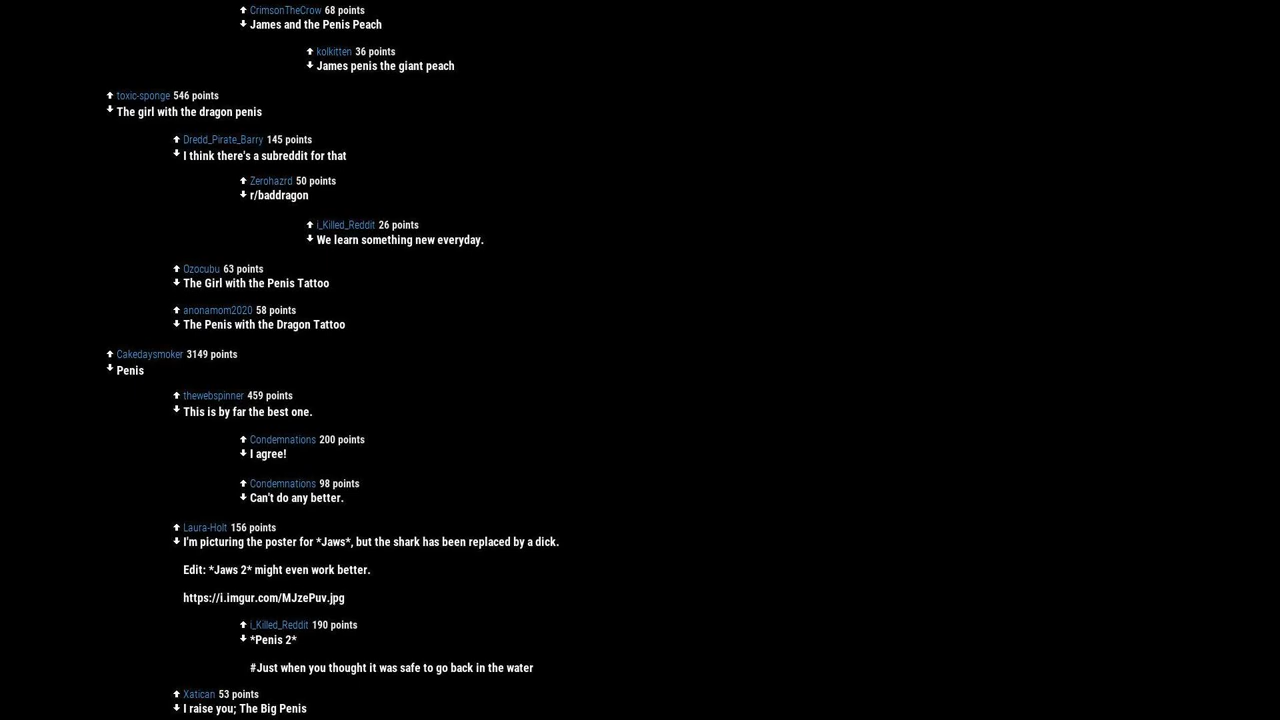 CrimsonTheCrow 68 points
James and the Penis Peach
kolkitten 36 points
James penis the giant peach
toxic-sponge 546 points
The girl with the dragon penis
Dredd_Pirate_Barry 145 points
I think there's a subreddit for that
Zerohazrd 50 points
r/baddragon
i_Killed_Reddit 26 points
We learn something new everyday.
Ozocubu 63 points
The Girl with the Penis Tattoo
anonamom2020 58 points
The Penis with the Dragon Tattoo
Cakedaysmoker 3149 points
Penis
thewebspinner 459 points
This is by far the best one.
Condemnations 200 points
I agree!
Condemnations 98 points
Can't do any better.
Laura-Holt 156 points
I'm picturing the poster for *Jaws*, but the shark has been replaced by a dick.
Edit: *Jaws 2* might even work better.
https://i.imgur.com/MJzePuv.jpg
i_Killed_Reddit 190 points
*Penis 2*
#Just when you thought it was safe to go back in the water
Xatican 53 points
I raise you; The Big Penis